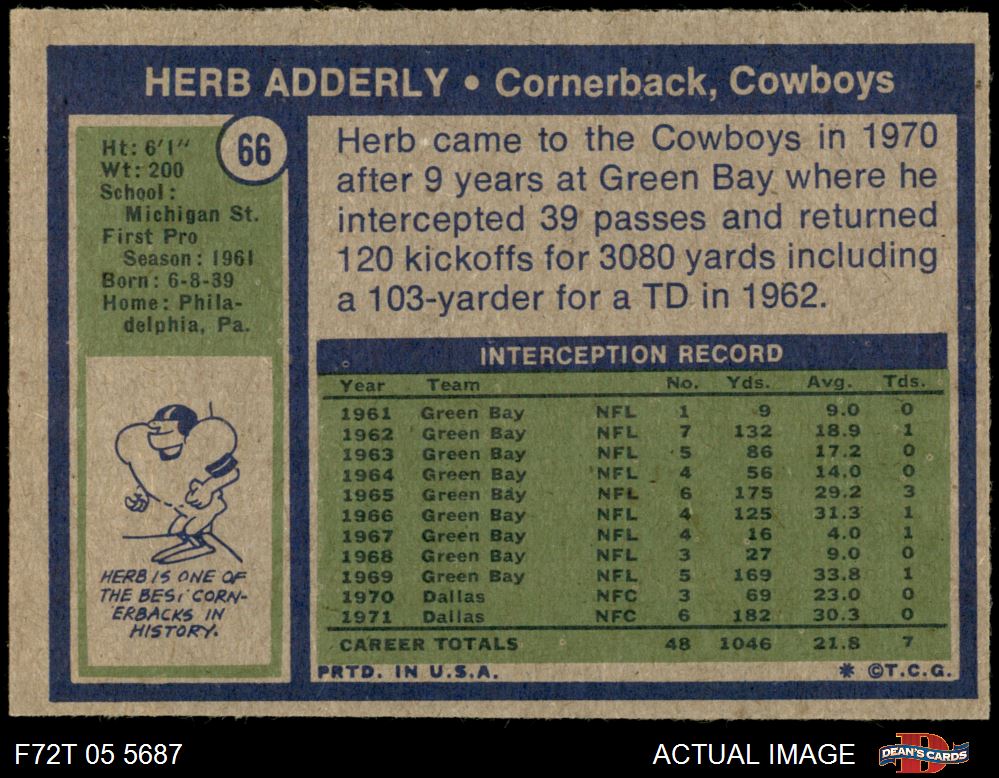 HERB ADDERLY • Cornerback, Cowboys
66
Ht: 6'1"
Wt: 200
School:
Michigan St.
First Pro
Season: 1961
Born: 6-8-39
Home: Phila-
delphia, Pa.
HERB IS ONE OF
THE BEST CORN-
ERBACKS IN
HISTORY.
Herb came to the Cowboys in 1970
after 9 years at Green Bay where he
intercepted 39 passes and returned
120 kickoffs for 3080 yards including
a 103-yarder for a TD in 1962.
INTERCEPTION RECORD
Year Team No. Yds. Avg. Tds.
1961 Green Bay NFL 1 9 9.0 0
1962 Green Bay NFL 7 132 18.9 1
1963 Green Bay NFL 5 86 17.2 0
1964 Green Bay NFL 4 56 14.0 0
1965 Green Bay NFL 6 175 29.2 3
1966 Green Bay NFL 4 125 31.3 1
1967 Green Bay NFL 4 16 4.0 1
1968 Green Bay NFL 3 27 9.0 0
1969 Green Bay NFL 5 169 33.8 1
1970 Dallas NFC 3 69 23.0 0
1971 Dallas NFC 6 182 30.3 0
CAREER TOTALS 48 1046 21.8 7
PRTD. IN U.S.A. * ©T.C.G.
F72T 05 5687 ACTUAL IMAGE DEAN'S CARDS